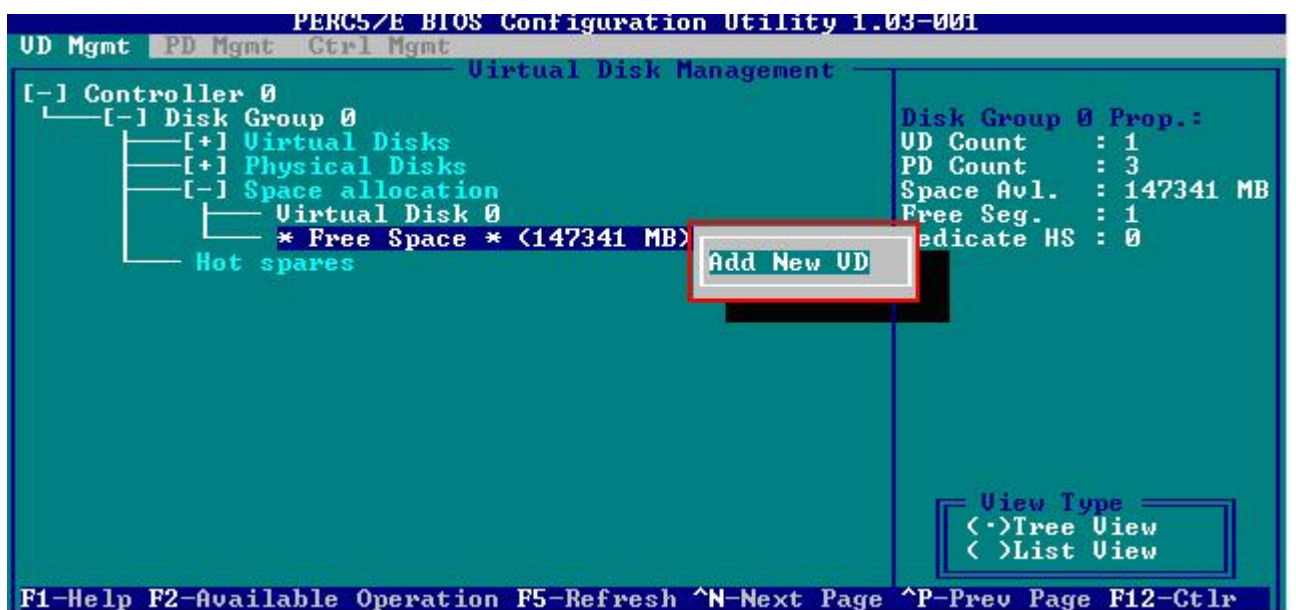 PERC5/E BIOS Configuration Utility 1.03-001
VD Mgmt PD Mgmt Ctrl Mgmt
Virtual Disk Management
[-] Controller 0
[-] Disk Group 0
[+] Virtual Disks
[+] Physical Disks
[-] Space allocation
Virtual Disk 0
* Free Space * (147341 MB)
Hot spares
Add New VD
Disk Group 0 Prop.:
VD Count : 1
PD Count : 3
Space Avl. : 147341 MB
Free Seg. : 1
edicate HS : 0
View Type
(·)Tree View
( )List View
F1-Help F2-Available Operation F5-Refresh ^N-Next Page ^P-Prev Page F12-Ctlr